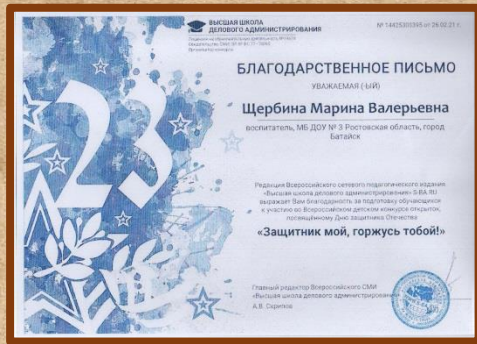 ВЫСШАЯ ШКОЛА
ДЕЛОВОГО АДМИНИСТРИРОВАНИЯ
БЛАГОДАРСТВЕННОЕ ПИСЬМО
УВАЖАЕМАЯ (-ЫЙ)
Щербина Марина Валерьевна
воспитатель, МБ ДОУ № 3 Ростовская область, город
Батайск
23
Редакция Всероссийского сетевого педагогического издания
«Высшая школа делового администрирования» S-BA.RU
выражает Вам благодарность за подготовку обучающихся
к участию во Всероссийском детском конкурсе открыток,
посвящённому Дню защитника Отечества
«Защитник мой, горжусь тобой!»
Главный редактор Всероссийского СМИ
«Высшая школа делового администрирования»
А.В. Скрипов